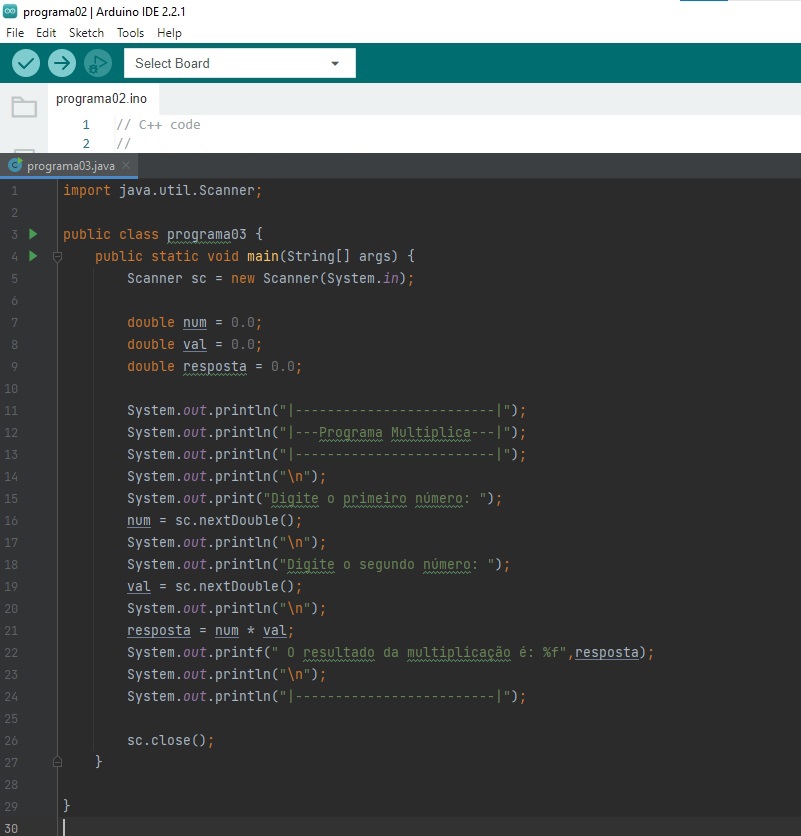 programa02 | Arduino IDE 2.2.1
File Edit Sketch Tools Help
Select Board
programa02.ino
1 // C++ code
2 //
programa03.java
1 import java.util.Scanner;
2
3 public class programa03 {
4     public static void main(String[] args) {
5         Scanner sc = new Scanner(System.in);
6
7         double num = 0.0;
8         double val = 0.0;
9         double resposta = 0.0;
10
11         System.out.println("|-------------------------|");
12         System.out.println("|---Programa Multiplica---|");
13         System.out.println("|-------------------------|");
14         System.out.println("\n");
15         System.out.print("Digite o primeiro número: ");
16         num = sc.nextDouble();
17         System.out.println("\n");
18         System.out.println("Digite o segundo número: ");
19         val = sc.nextDouble();
20         System.out.println("\n");
21         resposta = num * val;
22         System.out.printf(" O resultado da multiplicação é: %f",resposta);
23         System.out.println("\n");
24         System.out.println("|-------------------------|");
25
26         sc.close();
27     }
28
29 }
30